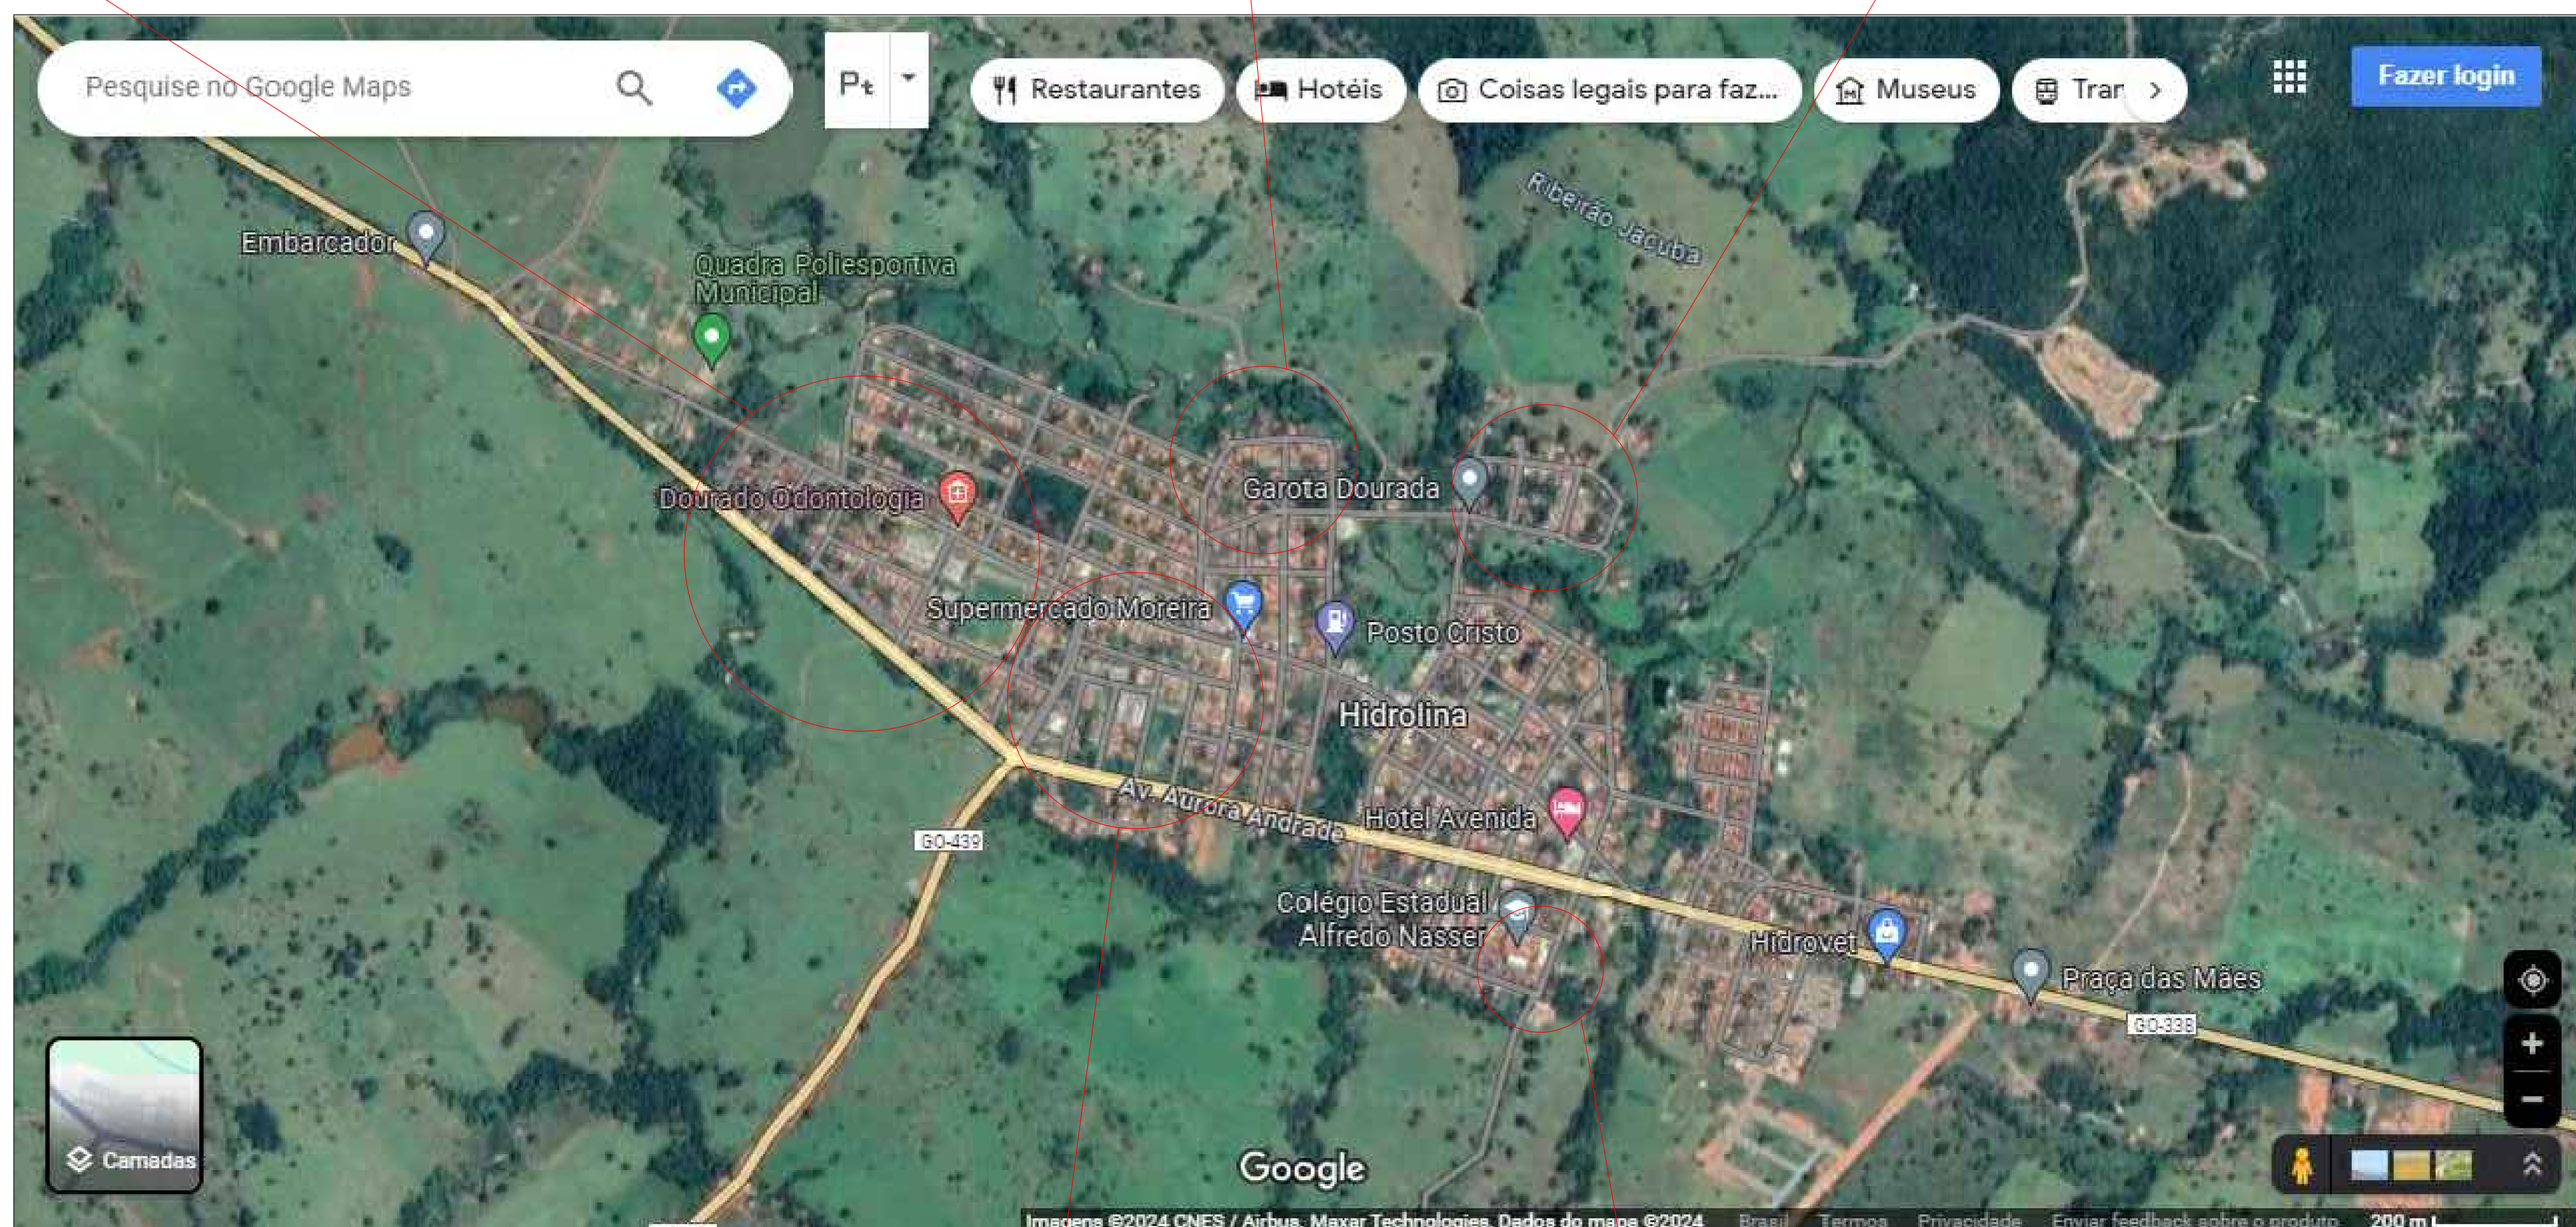 Pesquise no Google Maps
Pt
Restaurantes
Hotéis
Coisas legais para faz...
Museus
Tran
Fazer login
Ribeirão Jacuba
Embarcador
Quadra Poliesportiva
Municipal
Garota Dourada
Dourado Odontologia
Supermercado Moreira
Posto Cristo
Hidrolina
Av. Aurora Andrade
Hotel Avenida
GO-439
Colégio Estadual
Alfredo Nasser
Hidrovet
Praça das Mães
GO-338
Camadas
Google
Imagens ©2024 CNES / Airbus, Maxar Technologies, Dados do mapa ©2024 Brasil Termos Privacidade Enviar feedback sobre o produto 200 m